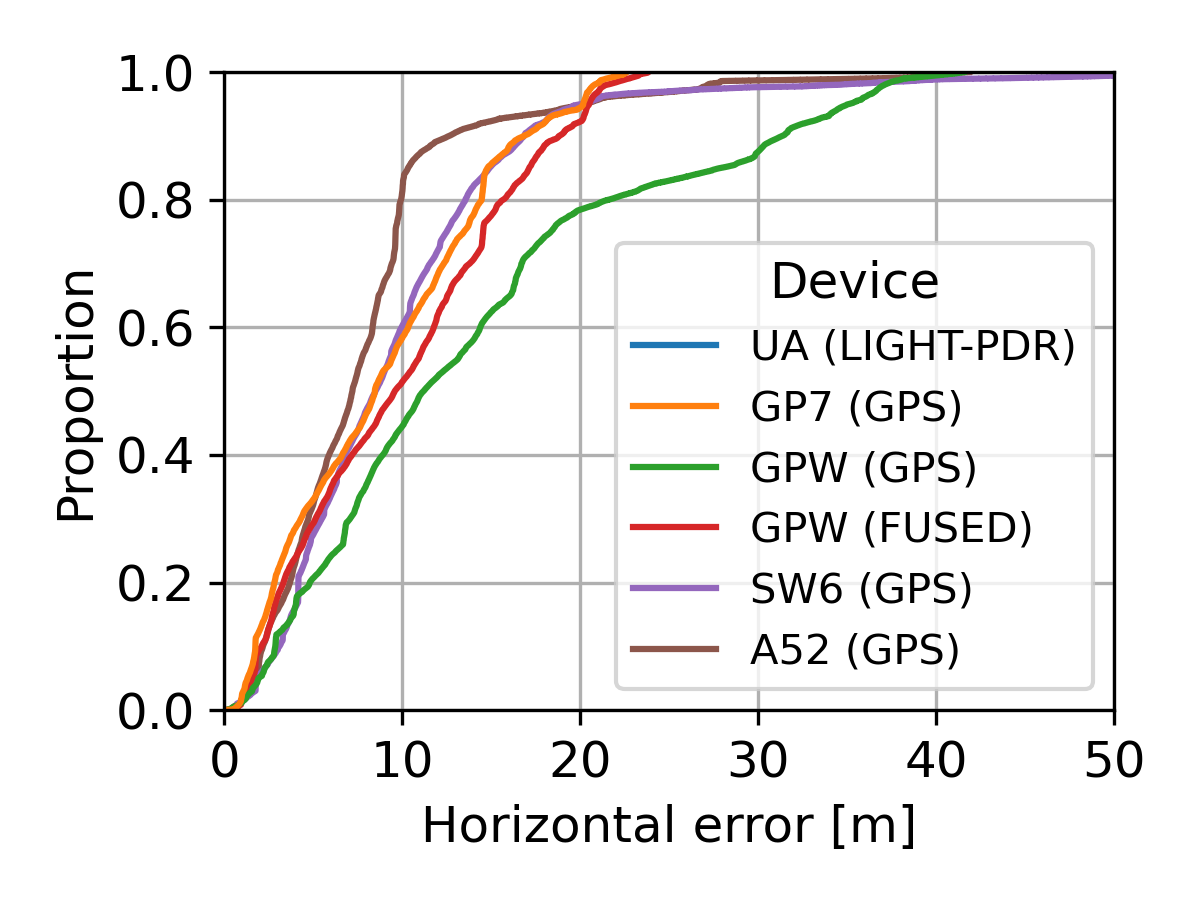 1.0
0.8
0.6
0.4
0.2
0.0
Proportion
0
10
20
30
40
50
Horizontal error [m]
Device
UA (LIGHT-PDR)
GP7 (GPS)
GPW (GPS)
GPW (FUSED)
SW6 (GPS)
A52 (GPS)